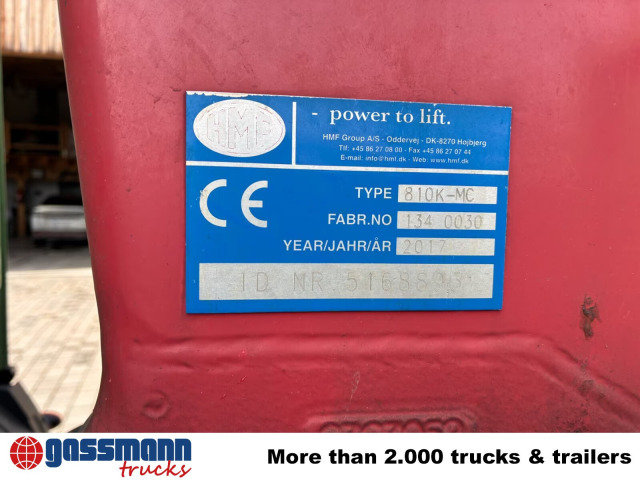 HMF
- power to lift.
HMF Group A/S - Oddervej - DK-8270 Højbjerg
Tlf: +45 86 27 08 00 - Fax +45 86 27 07 44
E-mail: info@hmf.dk - Web: www.hmf.dk
CE
TYPE 810K-MC
FABR.NO 134 0030
YEAR/JAHR/ÅR 2017
ID NR
gassmann
trucks
More than 2.000 trucks & trailers